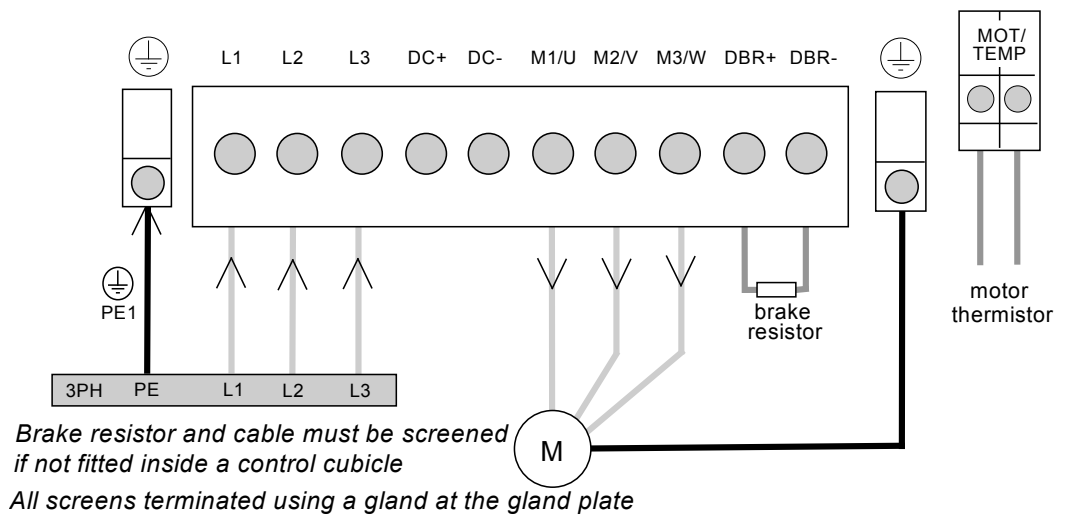 MOT/
TEMP
L1 L2 L3 DC+ DC- M1/U M2/V M3/W DBR+ DBR-
PE1
motor
thermistor
brake
resistor
3PH PE L1 L2 L3
Brake resistor and cable must be screened
if not fitted inside a control cubicle
M
All screens terminated using a gland at the gland plate